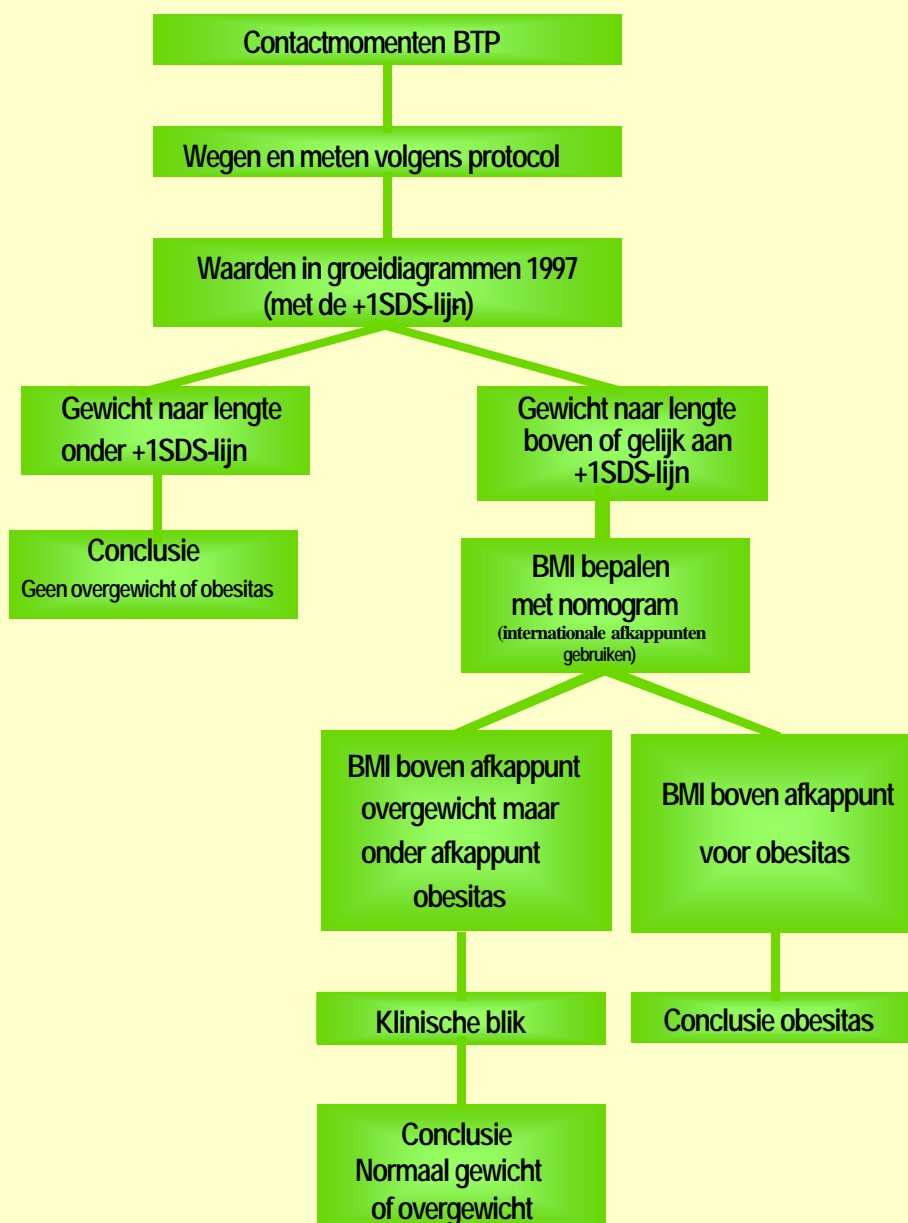 Contactmomenten BTP
Wegen en meten volgens protocol
Waarden in groeidiagrammen 1997
(met de +1SDS-lijn)
Gewicht naar lengte
onder +1SDS-lijn
Conclusie
Geen overgewicht of obesitas
Gewicht naar lengte
boven of gelijk aan
+1SDS-lijn
BMI bepalen
met nomogram
(internationale afkappunten
gebruiken)
BMI boven afkappunt
overgewicht maar
onder afkappunt
obesitas
Klinische blik
Conclusie
Normaal gewicht
of overgewicht
BMI boven afkappunt
voor obesitas
Conclusie obesitas